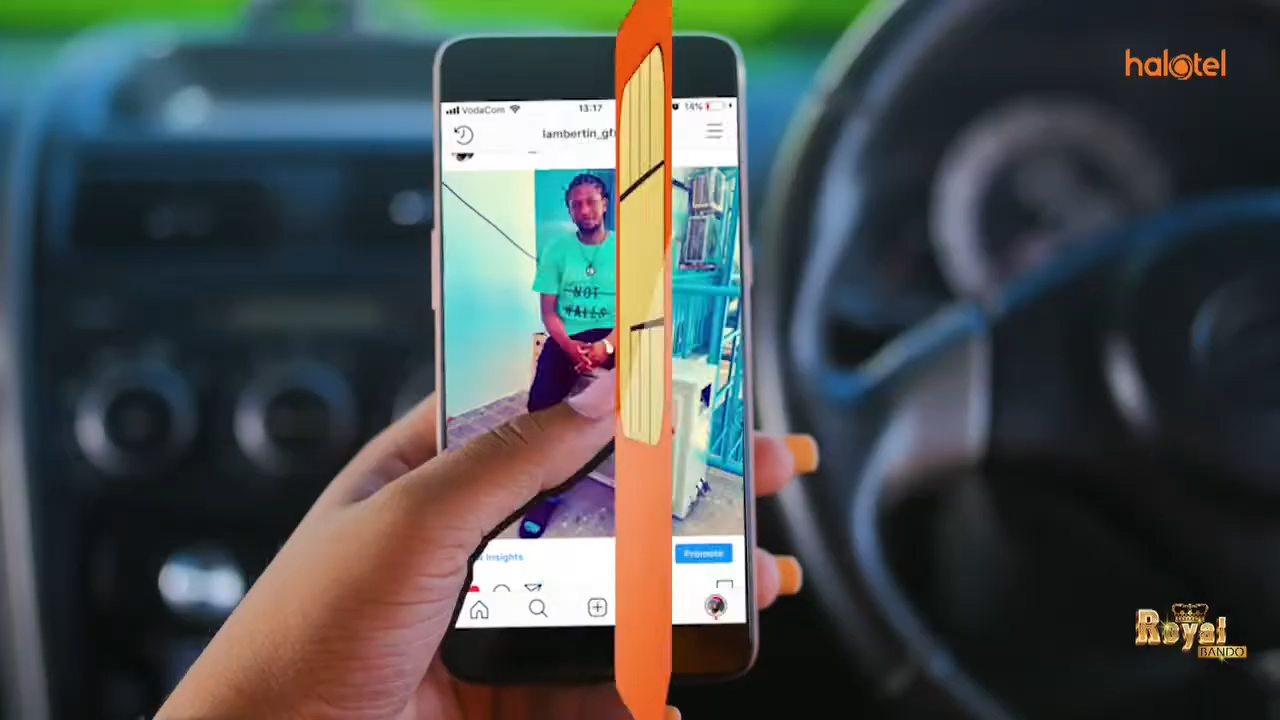 halotel
VodaCom
13:17
14%
lambertin_gf
NOT
Insights
Promote
Royal
BANDO